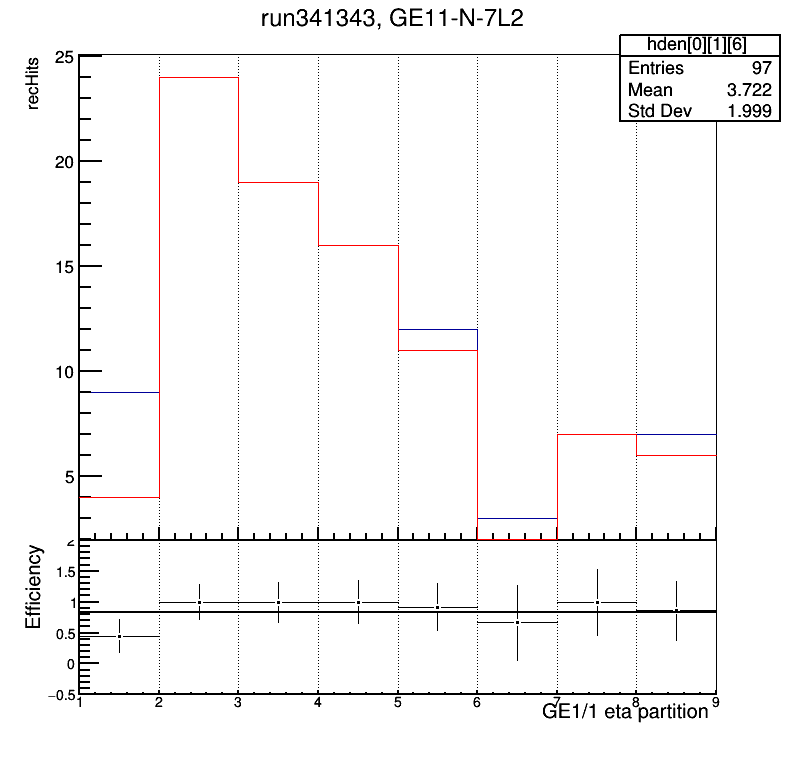 run341343, GE11-N-7L2
hden[0][1][6]
Entries 97
Mean 3.722
Std Dev 1.999
recHits
25
20
15
10
5
Efficiency
2
1.5
1
0.5
0
−0.5
1 2 3 4 5 6 7 8 9
GE1/1 eta partition